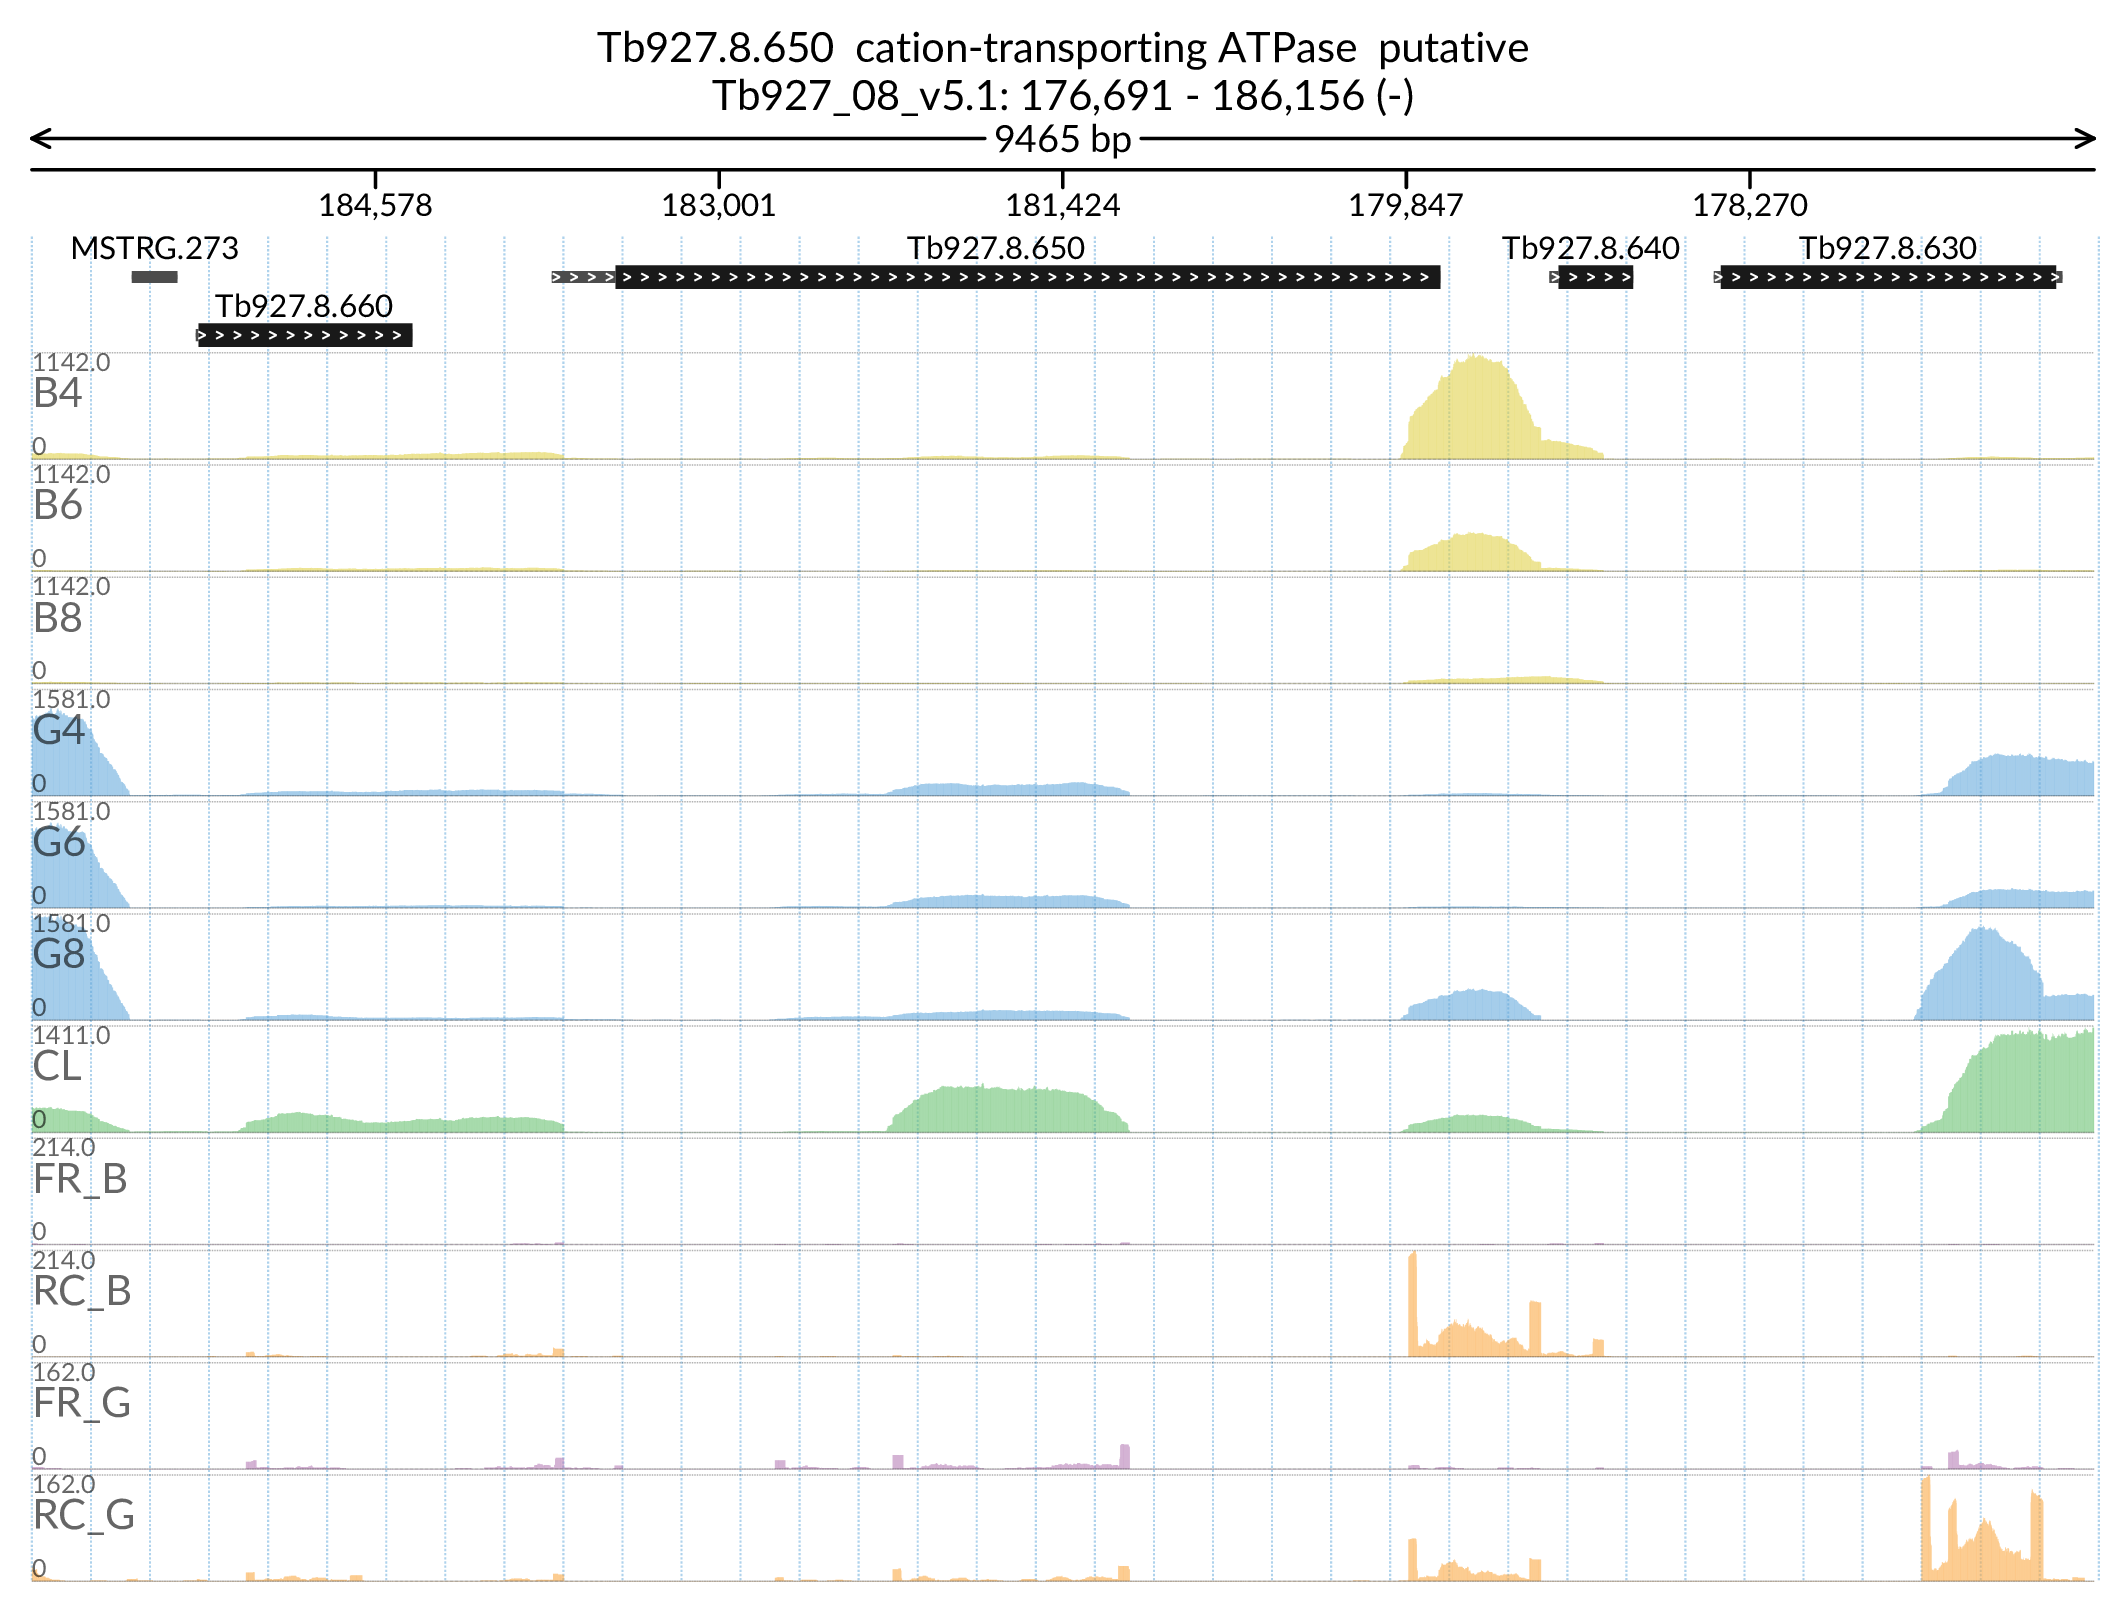 Tb927.8.650  cation-transporting ATPase  putative
Tb927_08_v5.1: 176,691 - 186,156 (-)
9465 bp
184,578 183,001 181,424 179,847 178,270
MSTRG.273 Tb927.8.650 Tb927.8.640 Tb927.8.630
Tb927.8.660
1142.0
B4
0
1142.0
B6
0
1142.0
B8
0
1581.0
G4
0
1581.0
G6
0
1581.0
G8
0
1411.0
CL
0
214.0
FR_B
0
214.0
RC_B
0
162.0
FR_G
0
162.0
RC_G
0